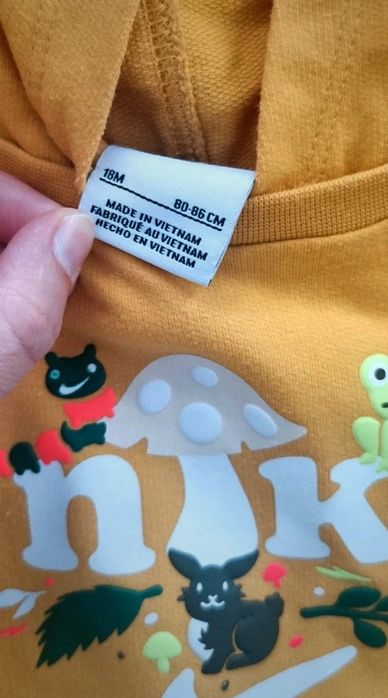 18M
80-86 CM
MADE IN VIETNAM
FABRIQUÉ AU VIETNAM
HECHO EN VIETNAM
nik